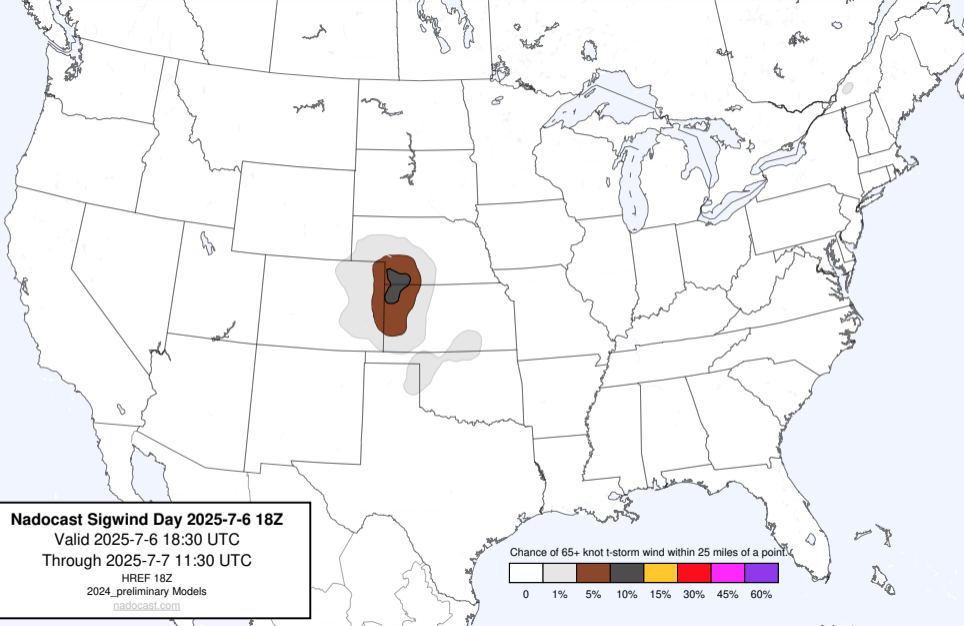 Nadocast Sigwind Day 2025-7-6 18Z
Valid 2025-7-6 18:30 UTC
Through 2025-7-7 11:30 UTC
HREF 18Z
2024_preliminary Models
nadocast.com
Chance of 65+ knot t-storm wind within 25 miles of a point.
0 1% 5% 10% 15% 30% 45% 60%